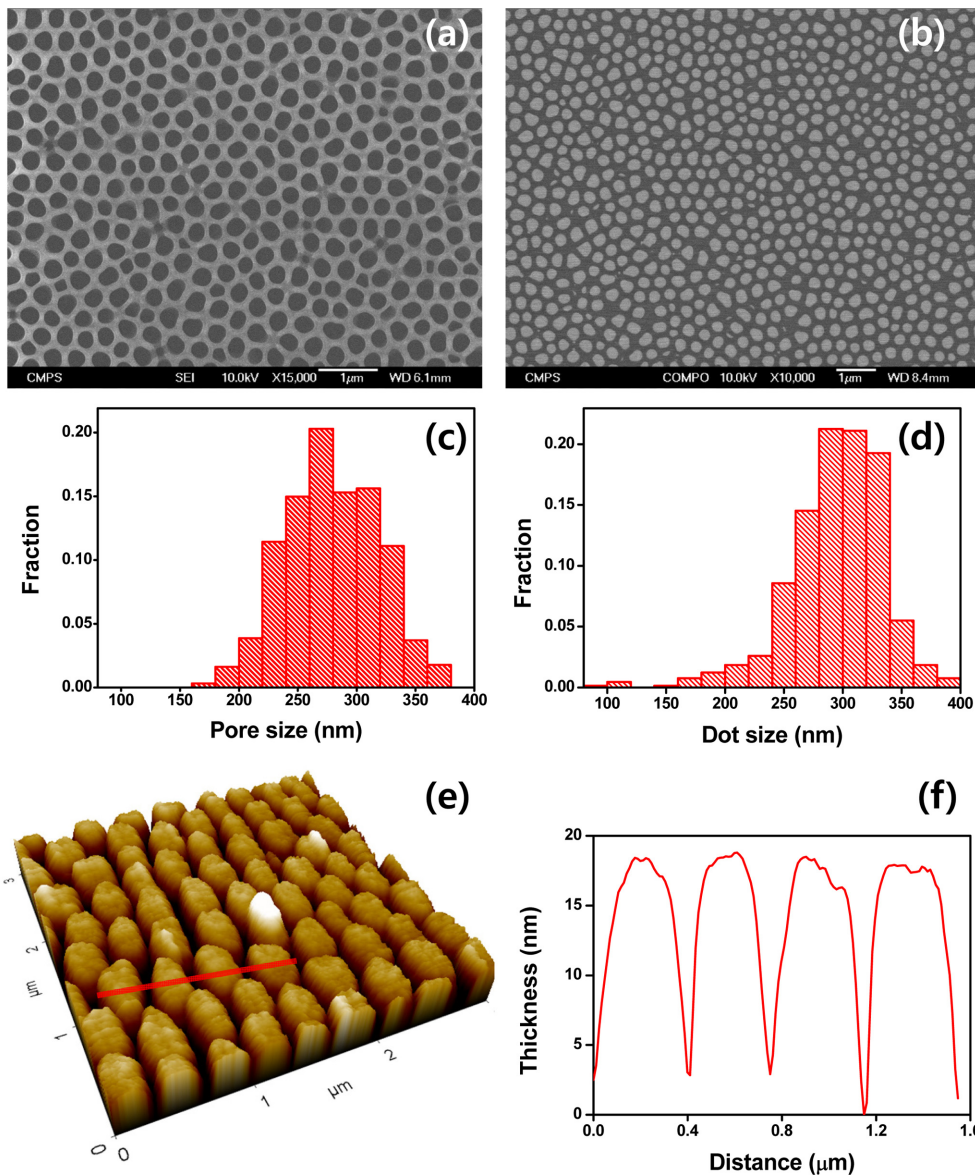 (a)
CMPS SEI 10.0kV X15,000 1μm WD 6.1mm
(b)
CMPS COMPO 10.0kV X10,000 1μm WD 8.4mm
(c)
Fraction
0.20
0.15
0.10
0.05
0.00
100 150 200 250 300 350 400
Pore size (nm)
(d)
Fraction
0.20
0.15
0.10
0.05
0.00
100 150 200 250 300 350 400
Dot size (nm)
(e)
3
2
μm
1
0
0
1
μm
2
(f)
Thickness (nm)
20
15
10
5
0
0.0 0.4 0.8 1.2 1.6
Distance (μm)